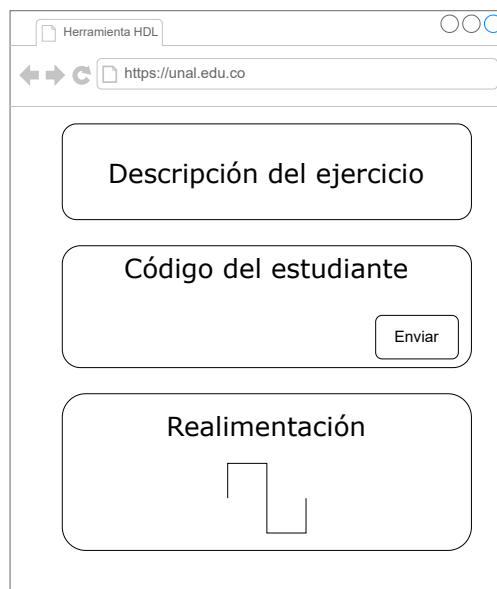 Herramienta HDL
https://unal.edu.co
Descripción del ejercicio
Código del estudiante
Enviar
Realimentación